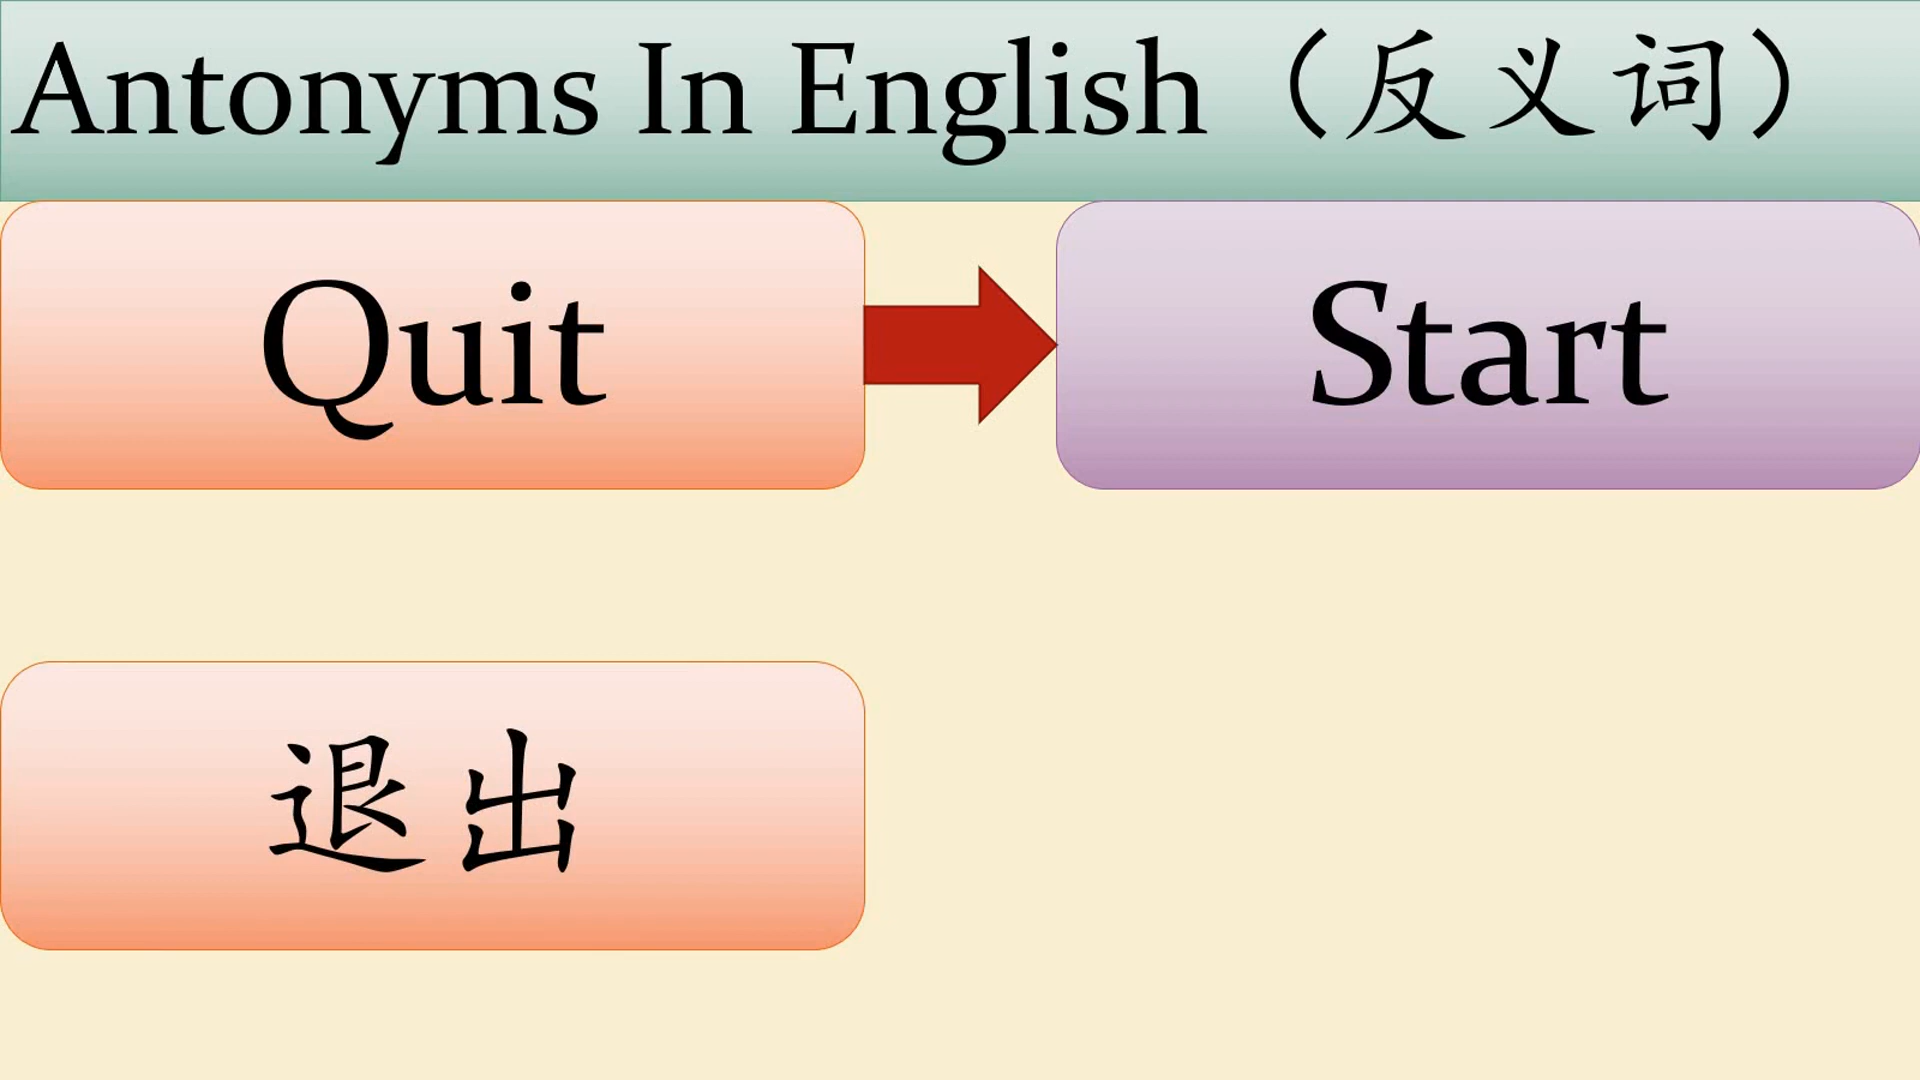 Antonyms In English（反义词）
Quit
Start
退出